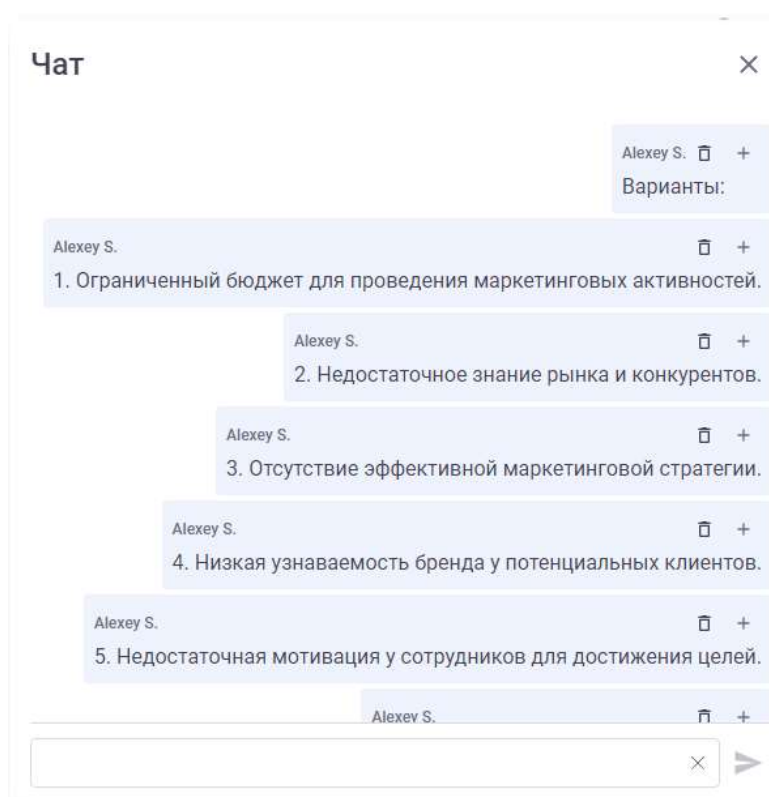 Чат
Alexey S.
Варианты:
Alexey S.
1. Ограниченный бюджет для проведения маркетинговых активностей.
Alexey S.
2. Недостаточное знание рынка и конкурентов.
Alexey S.
3. Отсутствие эффективной маркетинговой стратегии.
Alexey S.
4. Низкая узнаваемость бренда у потенциальных клиентов.
Alexey S.
5. Недостаточная мотивация у сотрудников для достижения целей.
Alexey S.